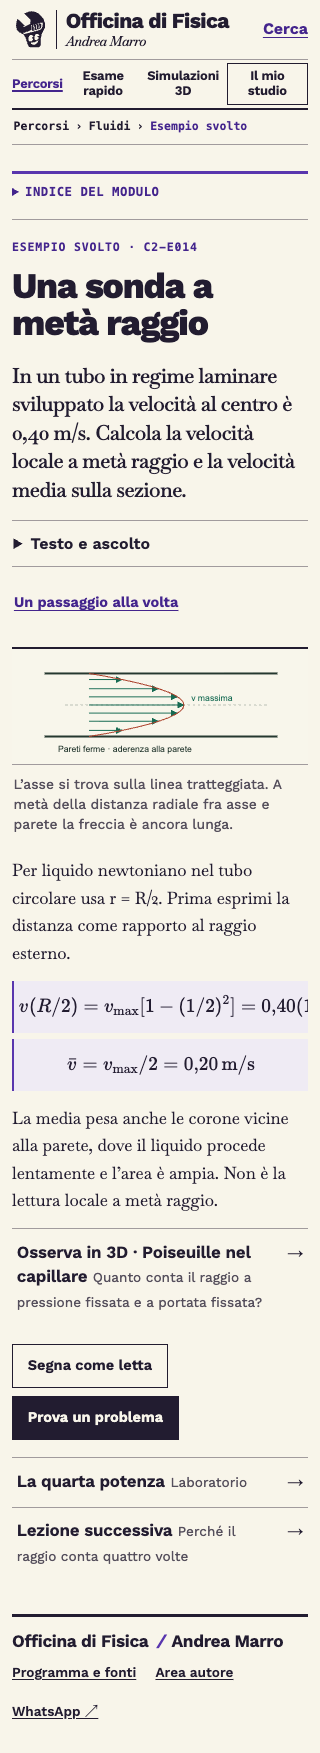 Officina di Fisica
Andrea Marro
Cerca
Percorsi
Esame rapido
Simulazioni 3D
Il mio studio
Percorsi › Fluidi › Esempio svolto
▶ INDICE DEL MODULO
ESEMPIO SVOLTO · C2–E014
Una sonda a
metà raggio
In un tubo in regime laminare
sviluppato la velocità al centro è
0,40 m/s. Calcola la velocità
locale a metà raggio e la velocità
media sulla sezione.
▶ Testo e ascolto
Un passaggio alla volta
v massima
Pareti ferme · aderenza alla parete
L’asse si trova sulla linea tratteggiata. A
metà della distanza radiale fra asse e
parete la freccia è ancora lunga.
Per liquido newtoniano nel tubo
circolare usa r = R/2. Prima esprimi la
distanza come rapporto al raggio
esterno.
v(R/2) = v_max[1 − (1/2)²] = 0,40(1
v̄ = v_max/2 = 0,20 m/s
La media pesa anche le corone vicine
alla parete, dove il liquido procede
lentamente e l’area è ampia. Non è la
lettura locale a metà raggio.
Osserva in 3D · Poiseuille nel →
capillare Quanto conta il raggio a
pressione fissata e a portata fissata?
Segna come letta
Prova un problema
La quarta potenza Laboratorio →
Lezione successiva Perché il →
raggio conta quattro volte
Officina di Fisica / Andrea Marro
Programma e fonti Area autore
WhatsApp ↗